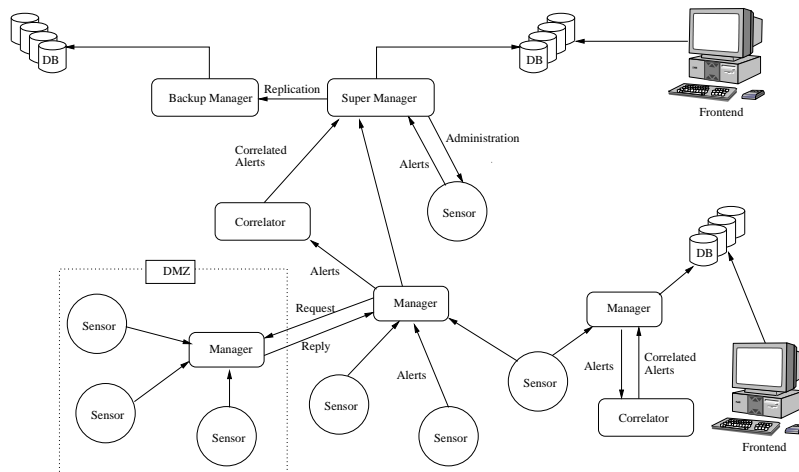 DB
DB
Backup Manager
Replication
Super Manager
Frontend
Correlated
Alerts
Alerts
Administration
Sensor
Correlator
DB
DMZ
Alerts
Request
Manager
Manager
Sensor
Manager
Reply
Sensor
Alerts
Sensor
Alerts
Correlated
Alerts
Sensor
Sensor
Sensor
Correlator
Frontend